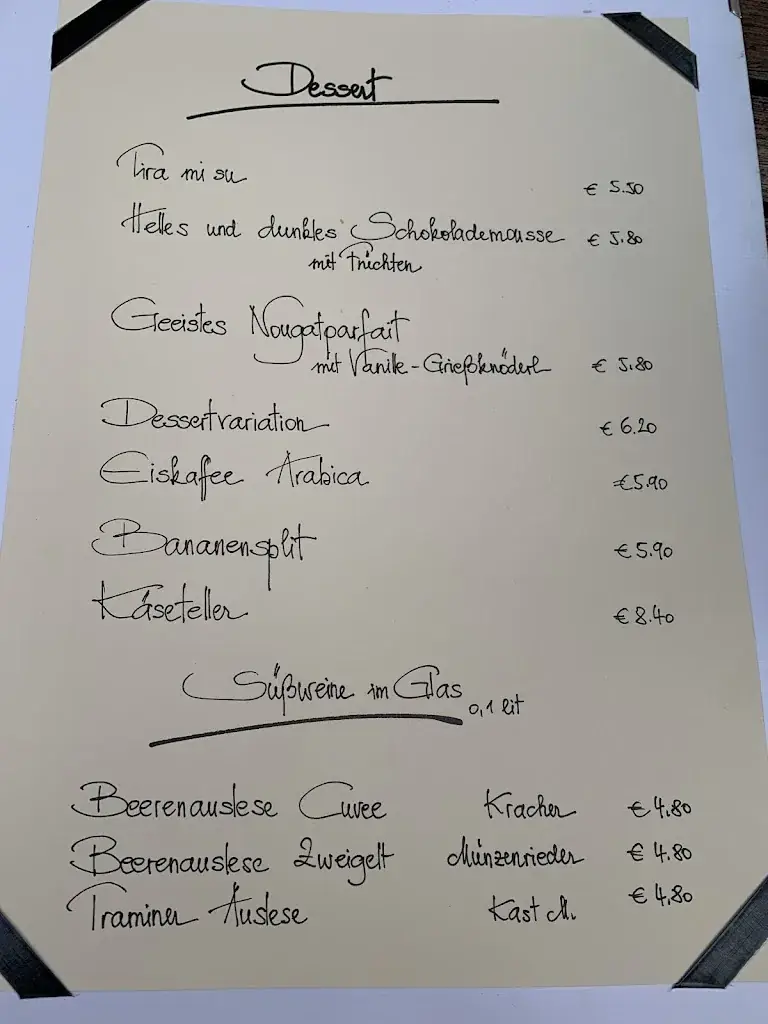 Dessert
Tira mi su € 5.50
Helles und dunkles Schokolademousse € 5.80
mit Früchten
Geeistes Nougatparfait
mit Vanille-Grießknöderl € 5.80
Dessertvariation € 6.20
Eiskafee Arabica € 5.90
Bananensplit € 5.90
Käseteller € 8.40
Süßweine im Glas 0,1 lit
Beerenauslese Cuvee Kracher € 4.80
Beerenauslese Zweigelt Münzenrieder € 4.80
Traminer Auslese Kast M. € 4,80